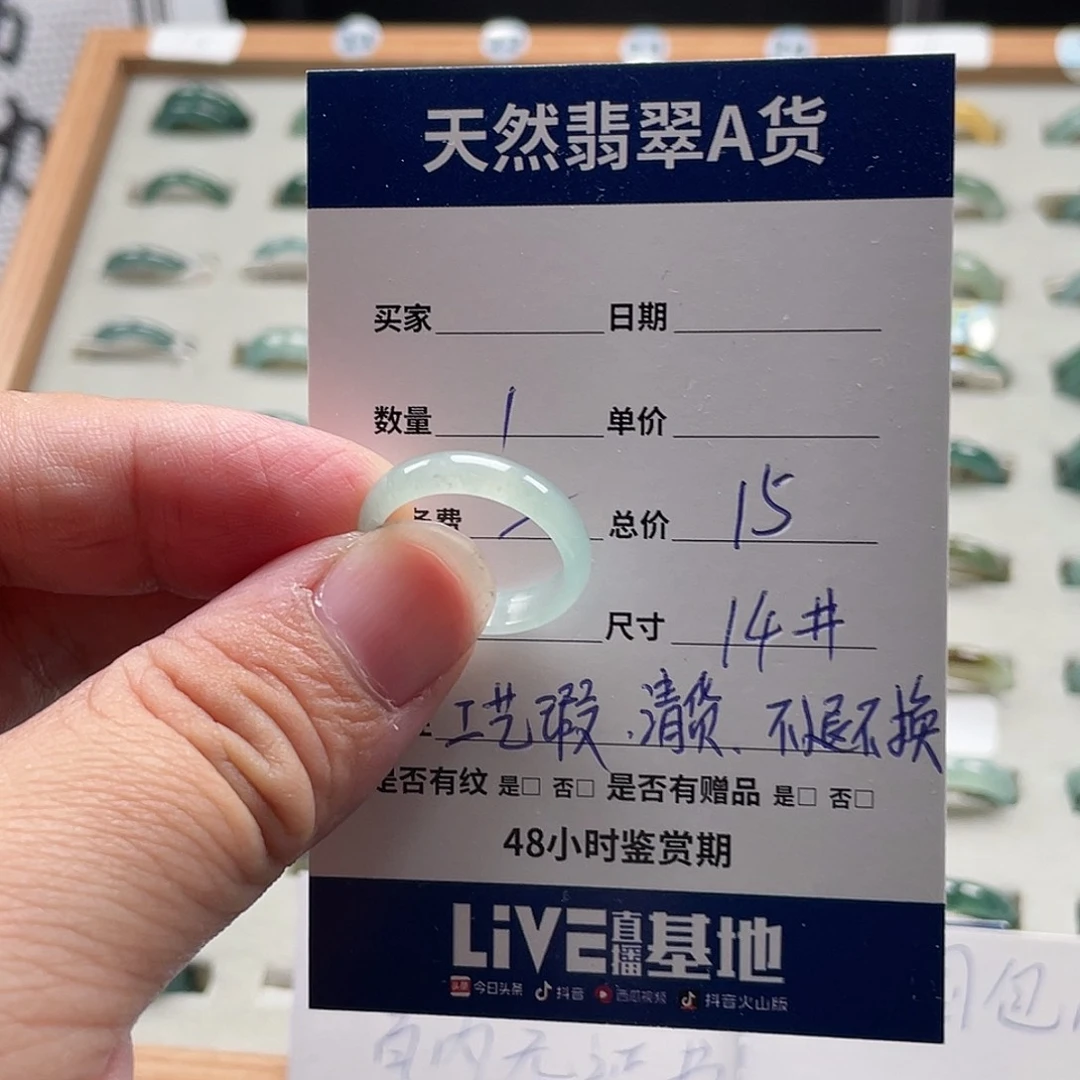 天然翡翠A货
买家 日期
数量 1 单价
费 总价 15
尺寸 14#
工艺 瑕、清货、不退不换
是否有纹 是□ 否□ 是否有赠品 是□ 否□
48小时鉴赏期
LiVE直播基地
头条 今日头条 抖音 西瓜视频 抖音火山版